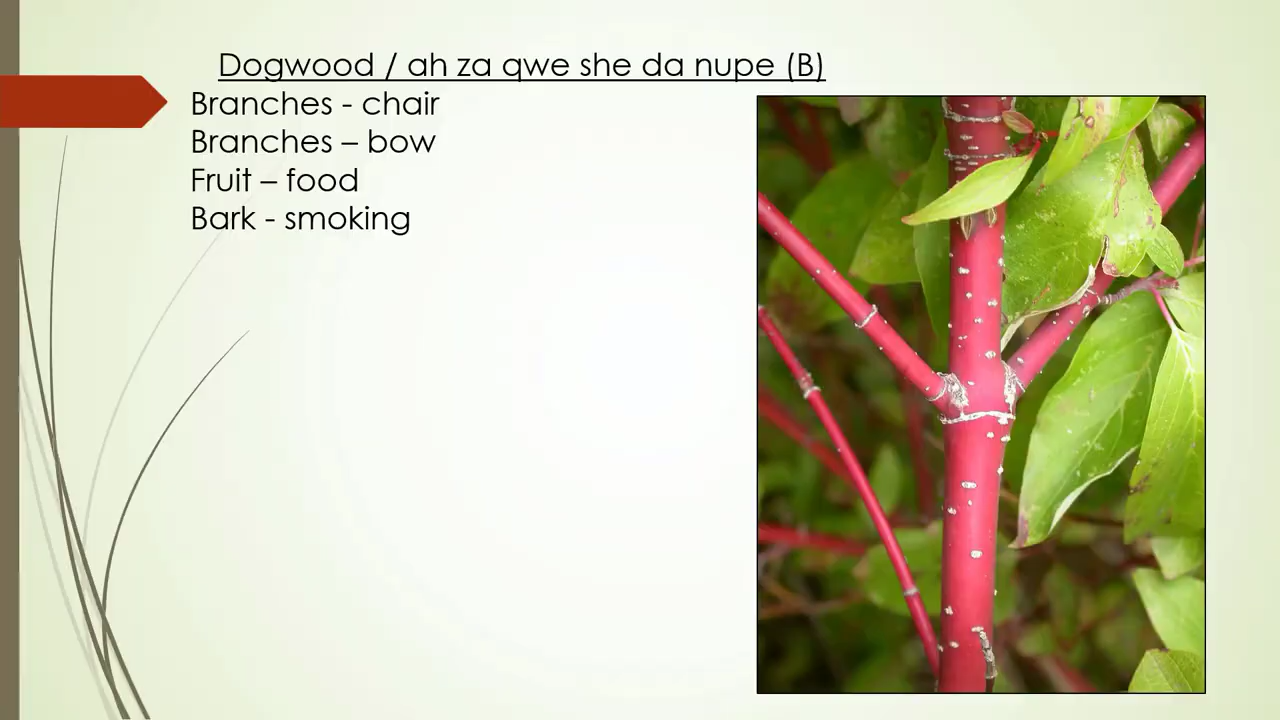 Dogwood / ah za qwe she da nupe (B)
Branches - chair
Branches – bow
Fruit – food
Bark - smoking